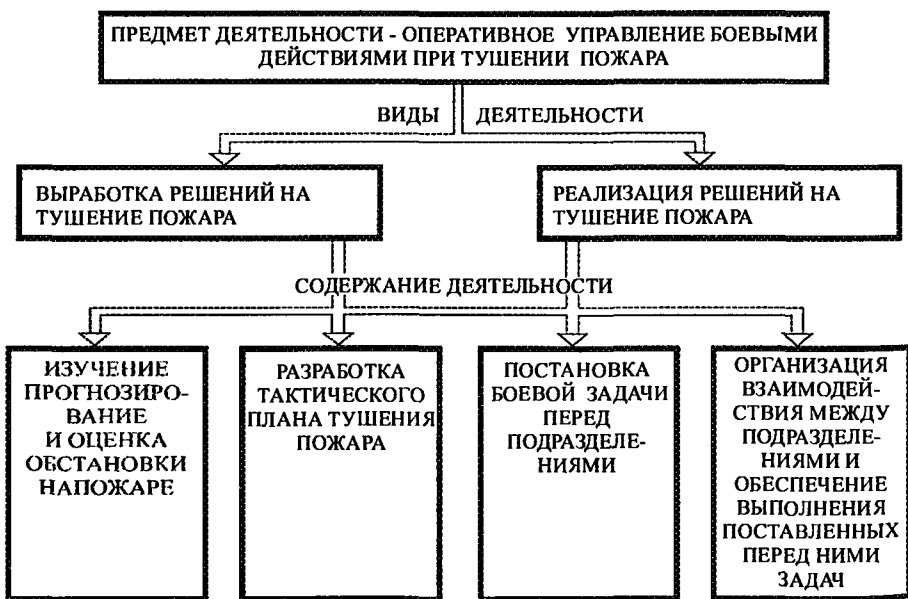 ПРЕДМЕТ ДЕЯТЕЛЬНОСТИ - ОПЕРАТИВНОЕ УПРАВЛЕНИЕ БОЕВЫМИ
ДЕЙСТВИЯМИ ПРИ ТУШЕНИИ ПОЖАРА
ВИДЫ ДЕЯТЕЛЬНОСТИ
ВЫРАБОТКА РЕШЕНИЙ НА
ТУШЕНИЕ ПОЖАРА
РЕАЛИЗАЦИЯ РЕШЕНИЙ НА
ТУШЕНИЕ ПОЖАРА
СОДЕРЖАНИЕ ДЕЯТЕЛЬНОСТИ
ИЗУЧЕНИЕ
ПРОГНОЗИРО-
ВАНИЕ
И ОЦЕНКА
ОБСТАНОВКИ
НАПОЖАРЕ
РАЗРАБОТКА
ТАКТИЧЕСКОГО
ПЛАНА ТУШЕНИЯ
ПОЖАРА
ПОСТАНОВКА
БОЕВОЙ ЗАДАЧИ
ПЕРЕД
ПОДРАЗДЕЛЕ-
НИЯМИ
ОРГАНИЗАЦИЯ
ВЗАИМОДЕЙ-
СТВИЯ МЕЖДУ
ПОДРАЗДЕЛЕ-
НИЯМИ И
ОБЕСПЕЧЕНИЕ
ВЫПОЛНЕНИЯ
ПОСТАВЛЕННЫХ
ПЕРЕД НИМИ
ЗАДАЧ